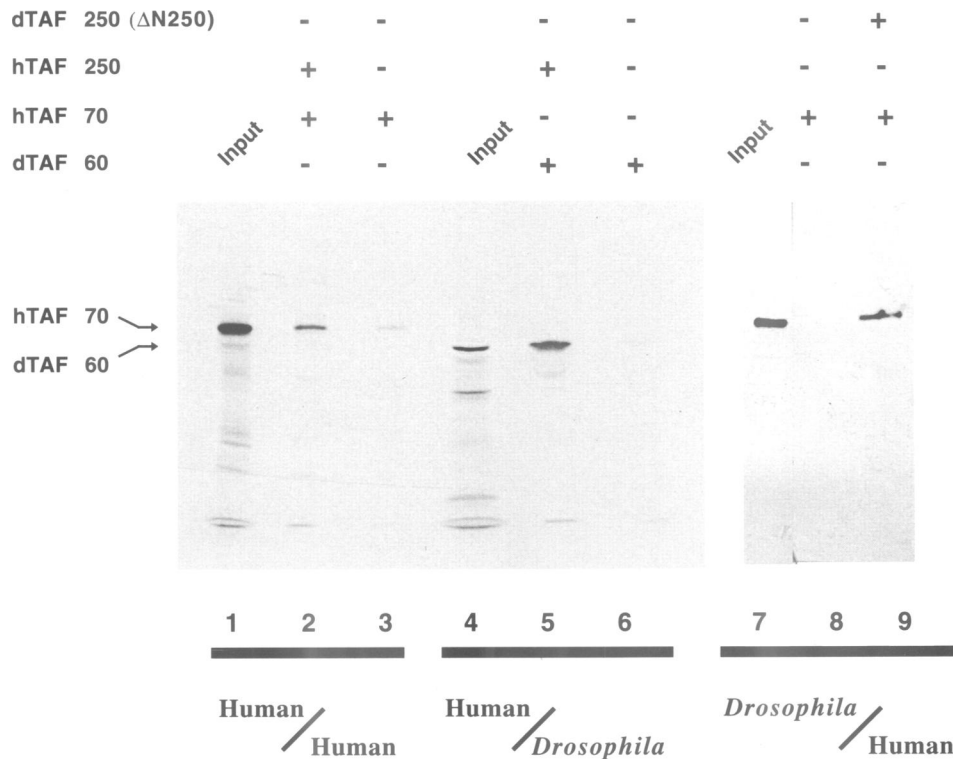 dTAF 250 (ΔN250) - - - - - +
hTAF 250 + - + - - -
hTAF 70 Input + + Input - - Input + +
dTAF 60 - - + + - -
hTAF 70
dTAF 60
1 2 3 4 5 6 7 8 9
Human / Human Human / Drosophila Drosophila / Human